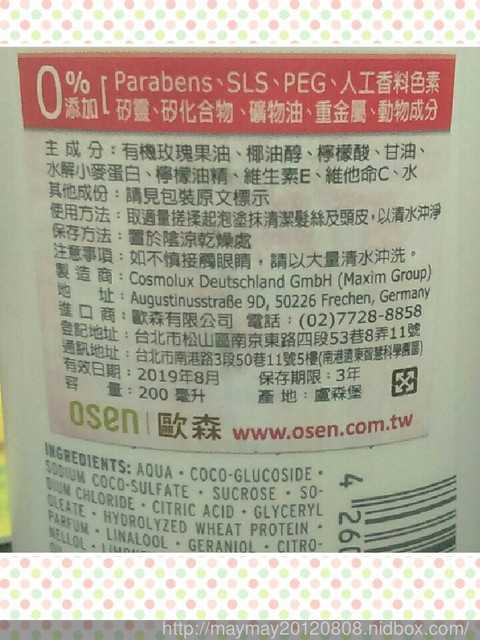 0% 添加 [ Parabens、SLS、PEG、人工香料色素
矽靈、矽化合物、礦物油、重金屬、動物成分
主成分：有機玫瑰果油、椰油醇、檸檬酸、甘油、
水解小麥蛋白、檸檬油精、維生素E、維他命C、水
其他成份：請見包裝原文標示
使用方法：取適量搓揉起泡塗抹清潔髮絲及頭皮，以清水沖淨
保存方法：置於陰涼乾燥處
注意事項：如不慎接觸眼睛，請以大量清水沖洗。
製造商：Cosmolux Deutschland GmbH (Maxim Group)
地址：Augustinusstraße 9D, 50226 Frechen, Germany
進口商：歐森有限公司 電話：(02)7728-8858
登記地址：台北市松山區南京東路四段53巷8弄11號
通訊地址：台北市南港路3段50巷11號5樓(南港遠東智慧科學園區)
有效日期：2019年8月 保存期限：3年
容量：200 毫升 產地：盧森堡
osen | 歐森 www.osen.com.tw
INGREDIENTS: AQUA · COCO-GLUCOSIDE ·
SODIUM COCO-SULFATE · SUCROSE · SO-
DIUM CHLORIDE · CITRIC ACID · GLYCERYL
OLEATE · HYDROLYZED WHEAT PROTEIN ·
PARFUM · LINALOOL · GERANIOL · CITRO-
NELLOL ·
4 260
http://maymay20120808.nidbox.com/